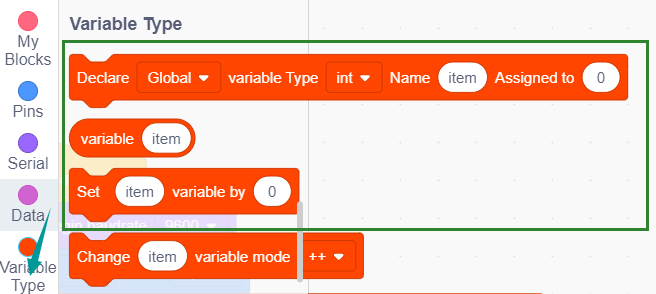 Variable Type
My
Blocks
Pins
Serial
Data
Variable
Type
Declare Global variable Type int Name item Assigned to 0
variable item
Set item variable by 0
baudrate 9600
Change item variable mode ++